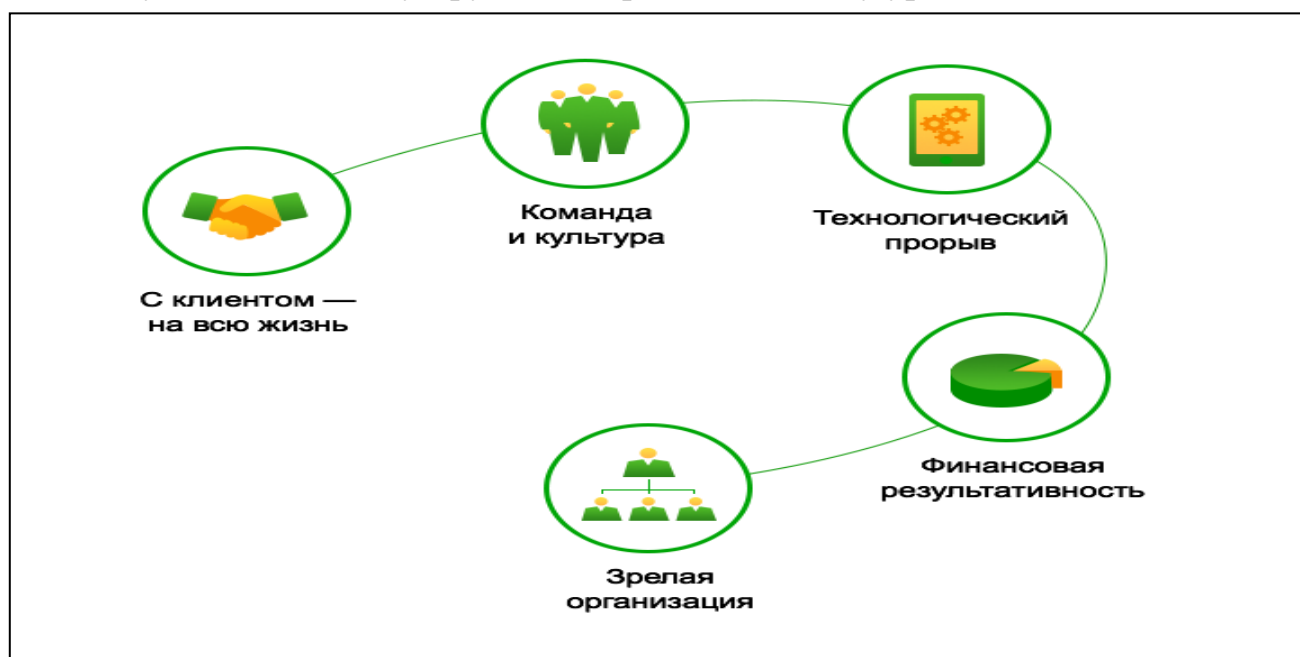 С клиентом —
на всю жизнь
Команда
и культура
Технологический
прорыв
Финансовая
результативность
Зрелая
организация